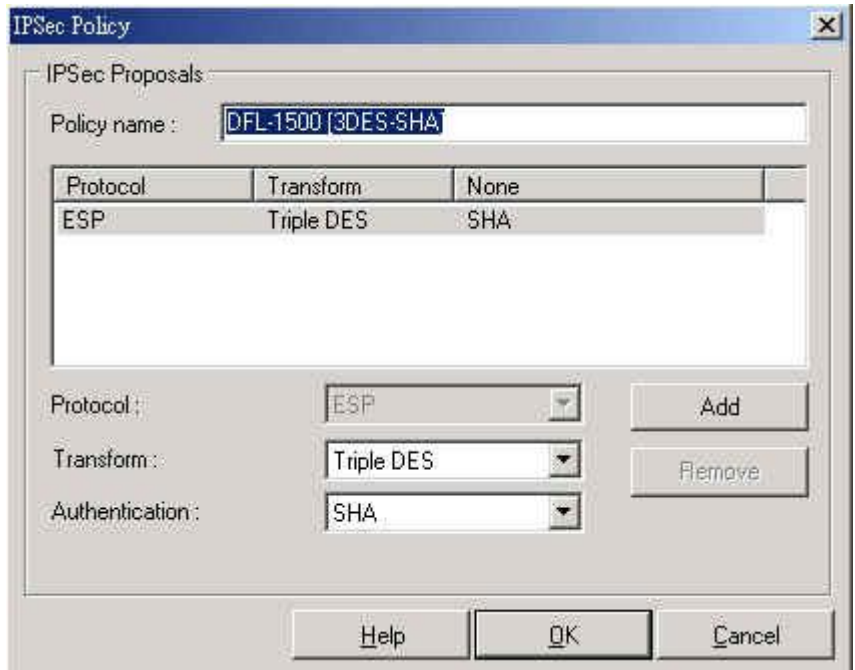 IPSec Policy
IPSec Proposals
Policy name : DFL-1500 [3DES-SHA]
Protocol Transform None
ESP Triple DES SHA
Protocol : ESP Add
Transform : Triple DES Remove
Authentication : SHA
Help OK Cancel